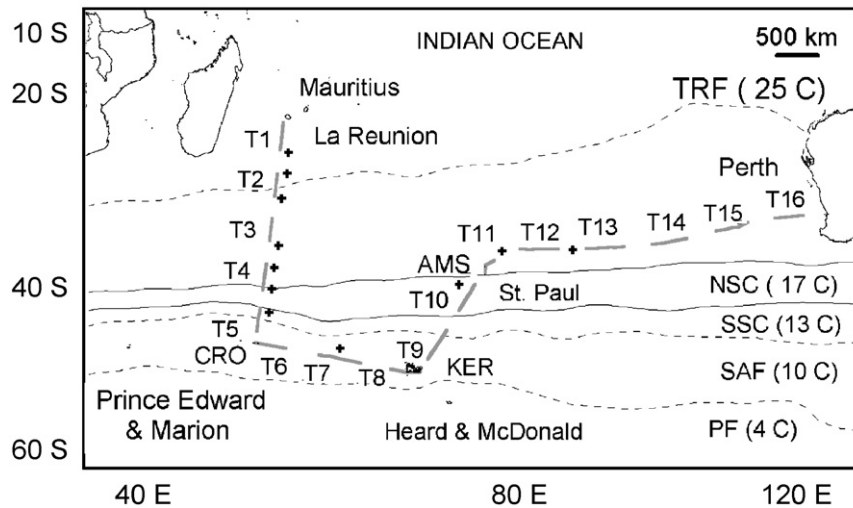 10 S
INDIAN OCEAN
500 km
20 S
Mauritius
TRF ( 25 C)
T1
La Reunion
T2
Perth
T3
T11
T12
T13
T14
T15
T16
T4
AMS
40 S
T10
St. Paul
NSC ( 17 C)
T5
SSC (13 C)
CRO
T6
T7
T8
T9
KER
SAF (10 C)
Prince Edward
& Marion
Heard & McDonald
PF (4 C)
60 S
40 E
80 E
120 E